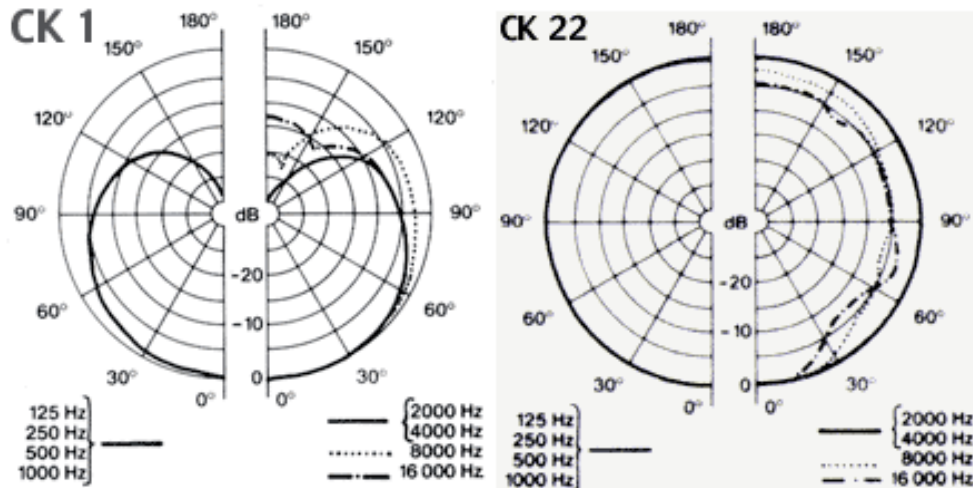 CK 1
180° 180°
150° 150°
120° 120°
90° dB 90°
-20
60° 60°
-10
30° 0 30°
0° 0°
125 Hz
250 Hz
500 Hz
1000 Hz
2000 Hz
4000 Hz
8000 Hz
16 000 Hz
CK 22
180° 180°
150° 150°
120° 120°
90° dB 90°
-20
60° 60°
-10
30° 0 30°
0° 0°
125 Hz
250 Hz
500 Hz
1000 Hz
2000 Hz
4000 Hz
8000 Hz
16 000 Hz